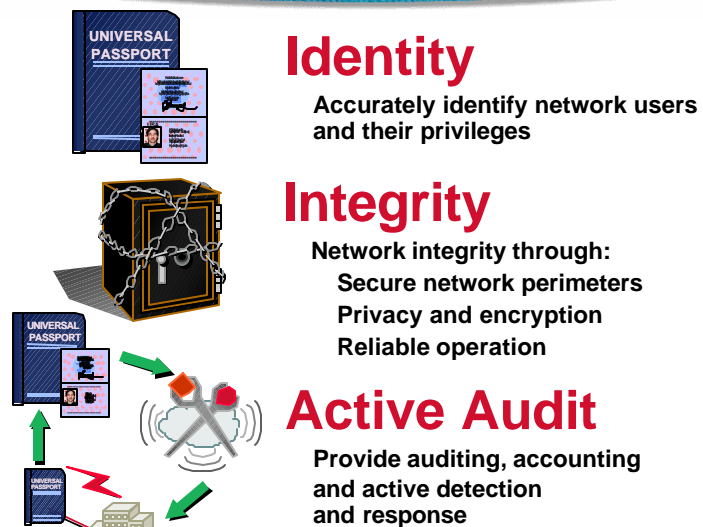 UNIVERSAL
PASSPORT
Identity
Accurately identify network users
and their privileges
Integrity
Network integrity through:
Secure network perimeters
Privacy and encryption
Reliable operation
UNIVERSAL
PASSPORT
Active Audit
Provide auditing, accounting
and active detection
and response
UNIVERSAL
PASSPORT